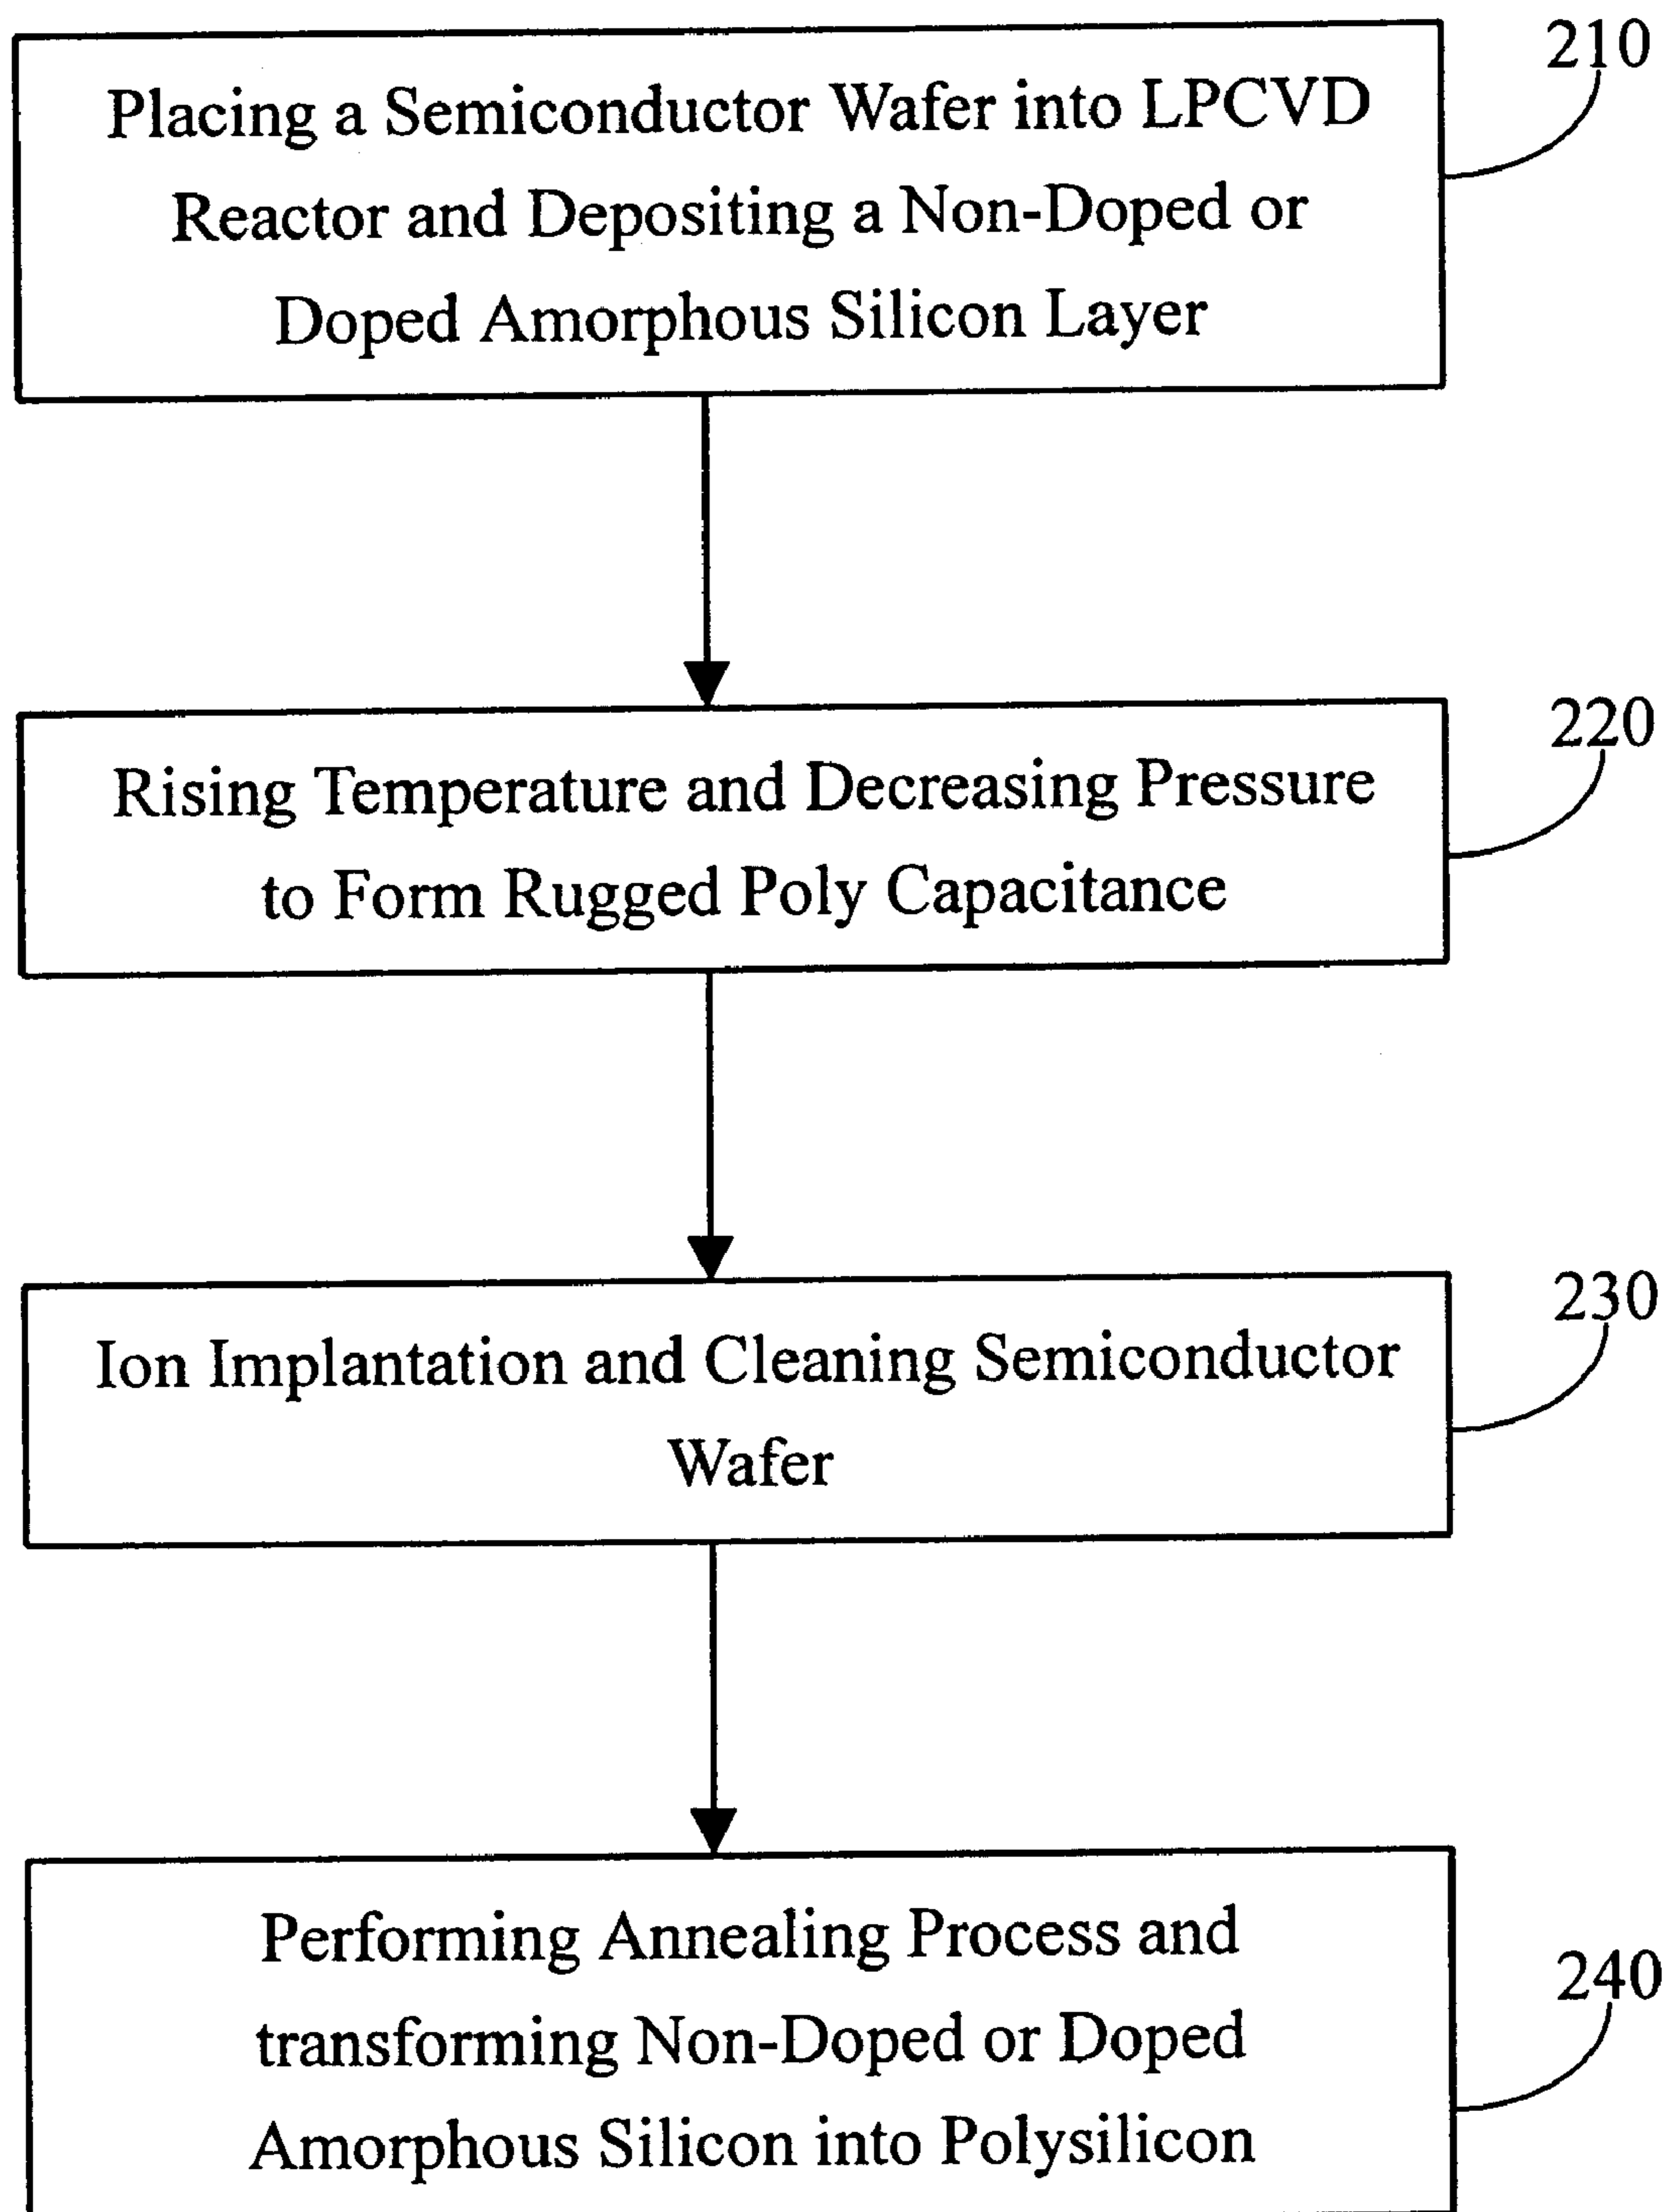 210
Placing a Semiconductor Wafer into LPCVD
Reactor and Depositing a Non-Doped or
Doped Amorphous Silicon Layer
220
Rising Temperature and Decreasing Pressure
to Form Rugged Poly Capacitance
230
Ion Implantation and Cleaning Semiconductor
Wafer
240
Performing Annealing Process and
transforming Non-Doped or Doped
Amorphous Silicon into Polysilicon